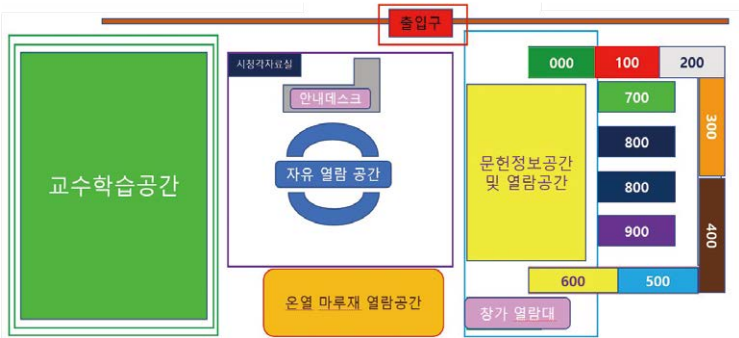 출입구
시청각자료실
안내데스크
자유 열람 공간
교수학습공간
온열 마루재 열람공간
문헌정보공간
및 열람공간
창가 열람대
000
100
200
700
300
800
800
900
400
600
500